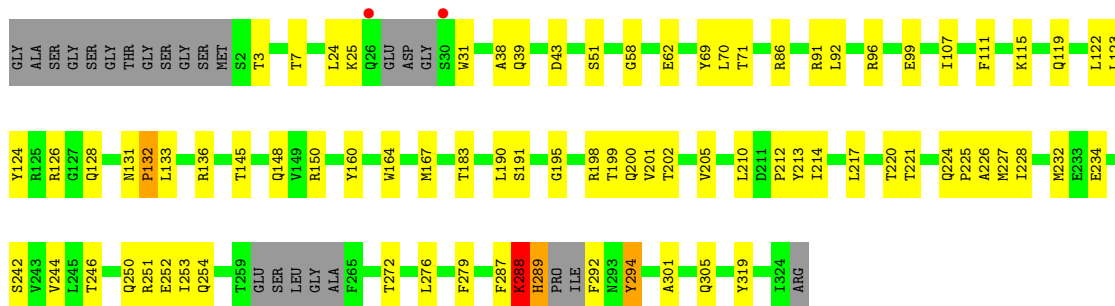 GLY ALA SER GLY SER GLY THR GLY SER GLY SER MET S2 T3 T7 L24 K25 Q26 GLU ASP GLY S30 W31 A38 Q39 D43 S51 G58 E62 Y69 L70 T71 R86 R91 L92 R96 E99 I107 F111 K115 Q119 L122
Y124 R125 R126 G127 Q128 N131 P132 L133 R136 T145 Q148 V149 R150 Y160 W164 M167 T183 L190 S191 G195 R198 T199 Q200 V201 T202 V205 L210 D211 P212 Y213 I214 L217 T220 T221 Q224 P225 A226 M227 I228 M232 E233 E234
S242 V243 V244 L245 T246 Q250 R251 E252 I253 Q254 T259 GLU SER LEU GLY ALA F265 T272 L276 F279 F287 K288 H289 PRO ILE F292 N293 Y294 A301 Q305 Y319 I324 ARG